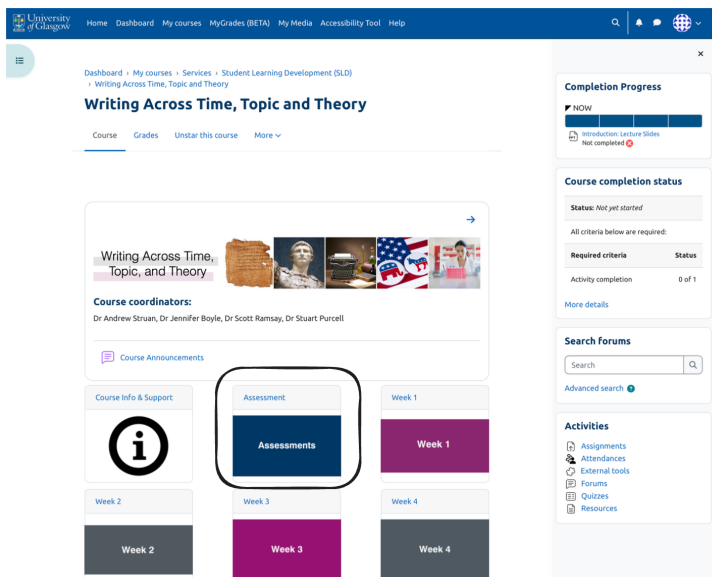 University
of Glasgow
Home Dashboard My courses MyGrades (BETA) My Media Accessibility Tool Help
Dashboard › My courses › Services › Student Learning Development (SLD)
› Writing Across Time, Topic and Theory
Writing Across Time, Topic and Theory
Course Grades Unstar this course More
Writing Across Time,
Topic, and Theory
Course coordinators:
Dr Andrew Struan, Dr Jennifer Boyle, Dr Scott Ramsay, Dr Stuart Purcell
Course Announcements
Course Info & Support
Assessment
Assessments
Week 1
Week 1
Week 2
Week 2
Week 3
Week 3
Week 4
Week 4
Completion Progress
NOW
Introduction: Lecture Slides
Not completed
Course completion status
Status: Not yet started
All criteria below are required:
Required criteria Status
Activity completion 0 of 1
More details
Search forums
Search
Advanced search
Activities
Assignments
Attendances
External tools
Forums
Quizzes
Resources